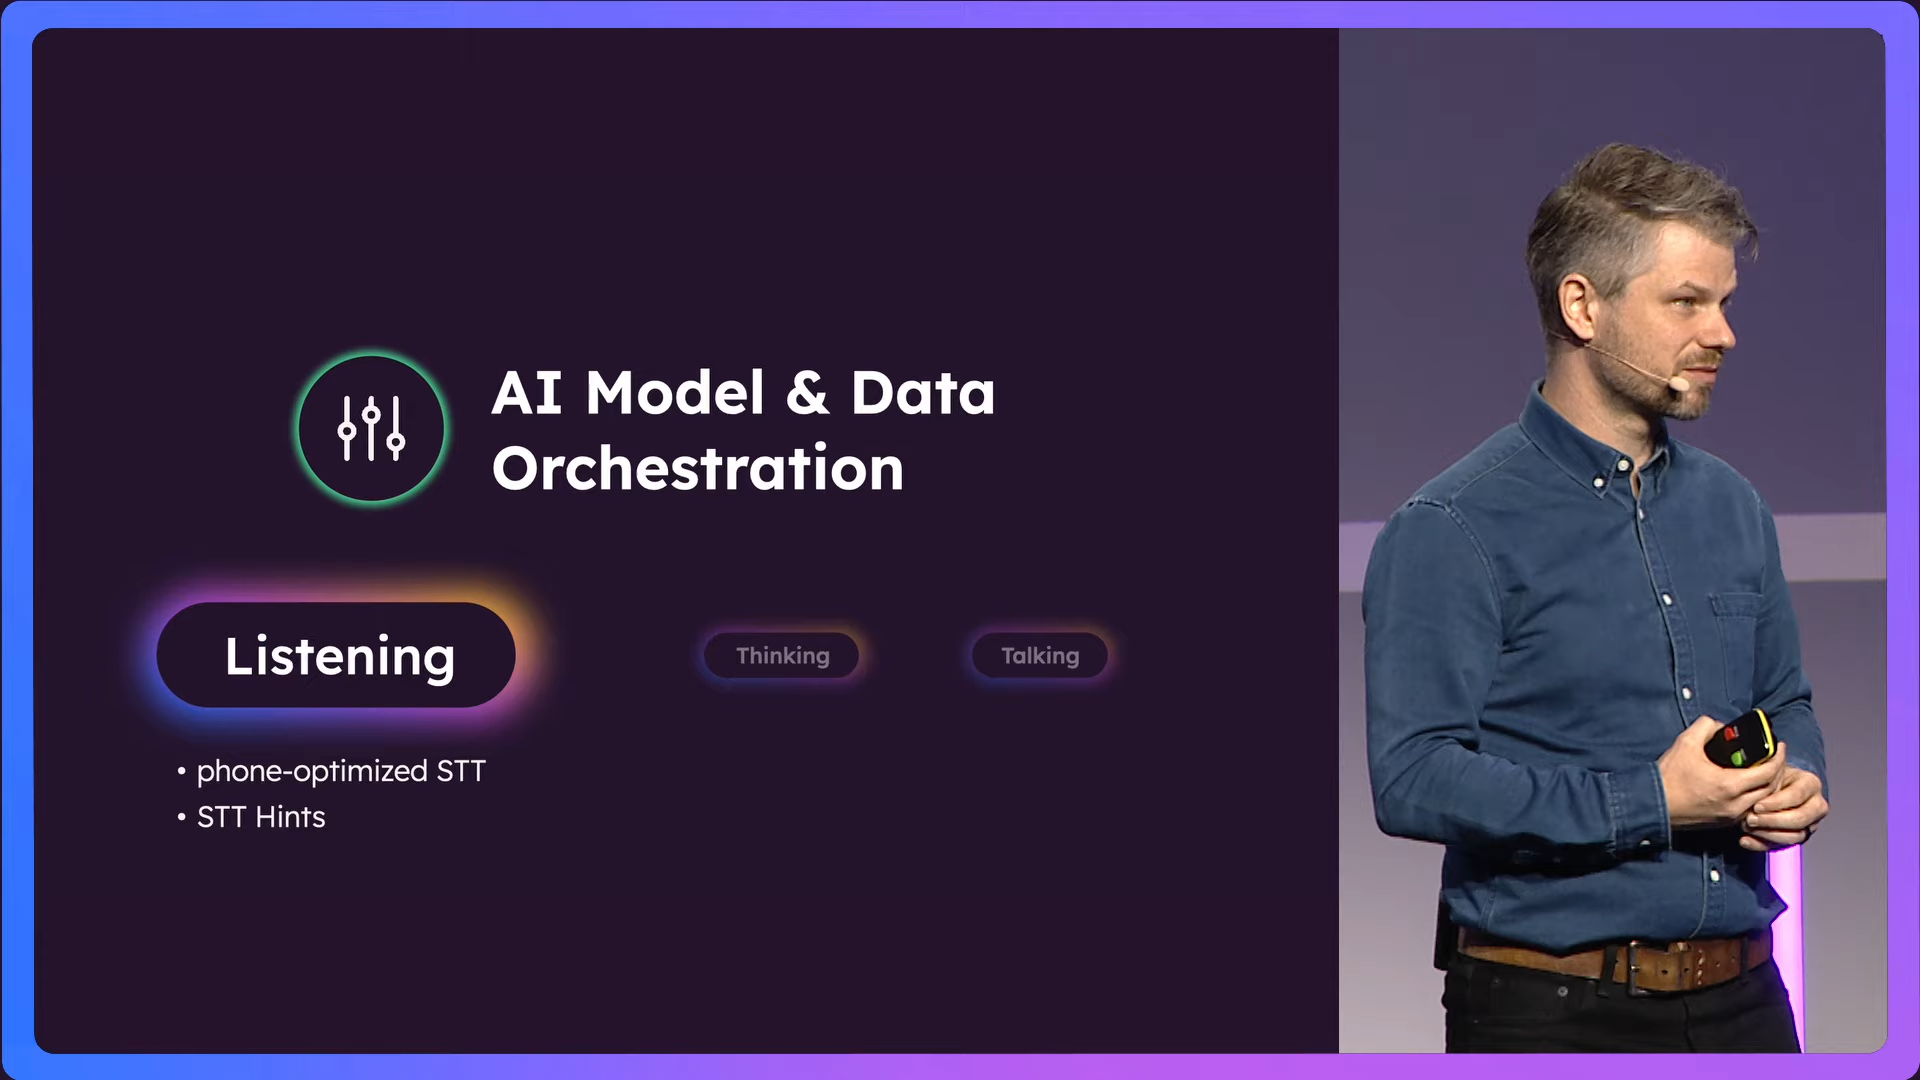 AI Model & Data
Orchestration
Listening
Thinking
Talking
• phone-optimized STT
• STT Hints